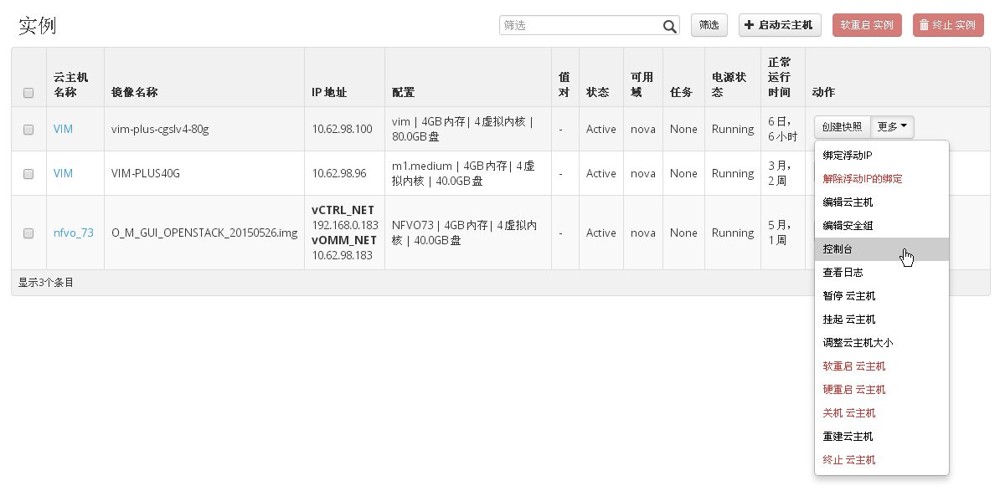 实例
筛选
筛选
启动云主机
软重启 实例
终止 实例
云主机
名称
镜像名称
IP 地址
配置
值
对
状态
可用
域
任务
电源状
态
正常
运行
时间
动作
VIM
vim-plus-cgslv4-80g
10.62.98.100
vim | 4GB内存 | 4虚拟内核 |
80.0GB盘
-
Active
nova
None
Running
6日，
6小时
创建快照
更多
VIM
VIM-PLUS40G
10.62.98.96
m1.medium | 4GB内存 | 4虚
拟内核 | 40.0GB盘
-
Active
nova
None
Running
3月，
2周
nfvo_73
O_M_GUI_OPENSTACK_20150526.img
vCTRL_NET
192.168.0.183
vOMM_NET
10.62.98.183
NFVO73 | 4GB内存 | 4虚拟内
核 | 40.0GB盘
-
Active
nova
None
Running
5月，
1周
显示3个条目
绑定浮动IP
解除浮动IP的绑定
编辑云主机
编辑安全组
控制台
查看日志
暂停 云主机
挂起 云主机
调整云主机大小
软重启 云主机
硬重启 云主机
关机 云主机
重建云主机
终止 云主机